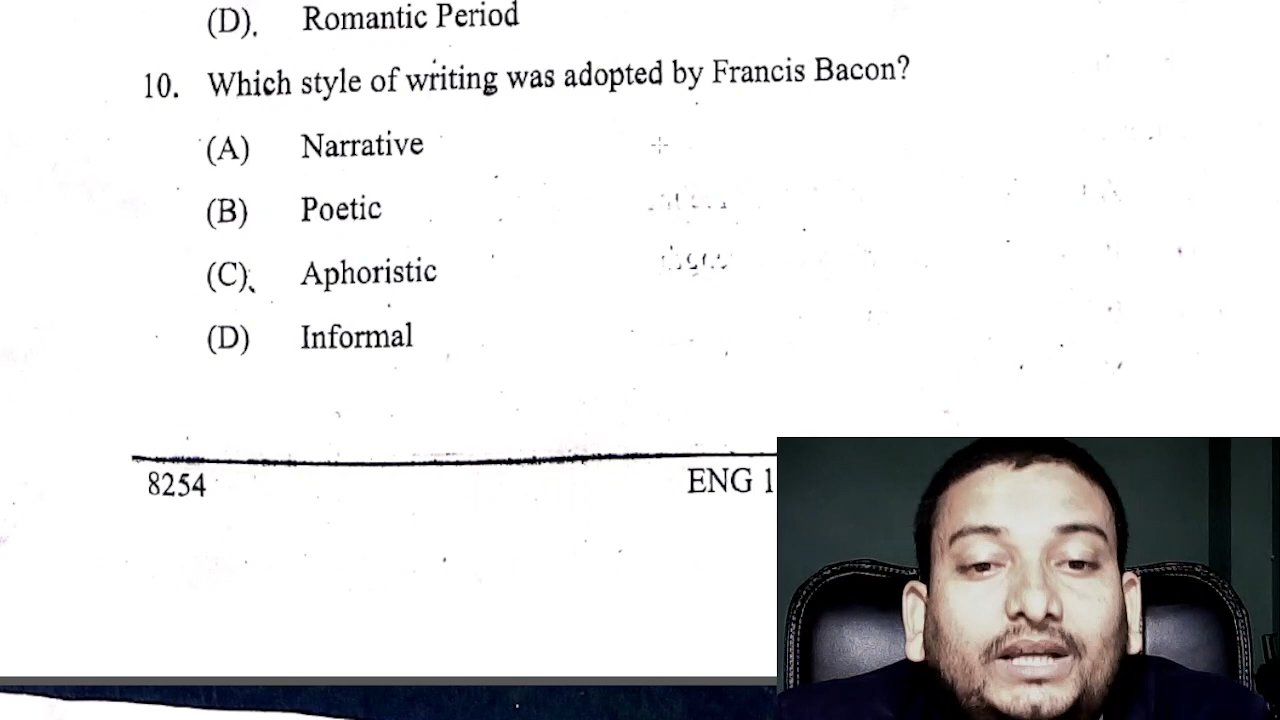 (D). Romantic Period
10. Which style of writing was adopted by Francis Bacon?
(A) Narrative
(B) Poetic
(C) Aphoristic
(D) Informal
8254 ENG 1